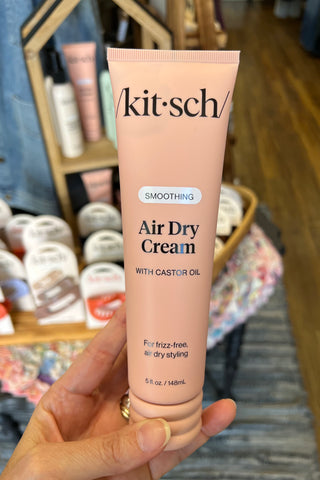 /kit·sch/
SMOOTHING
Air Dry
Cream
WITH CASTOR OIL
For frizz-free,
air dry styling
5 fl. oz. / 148mL